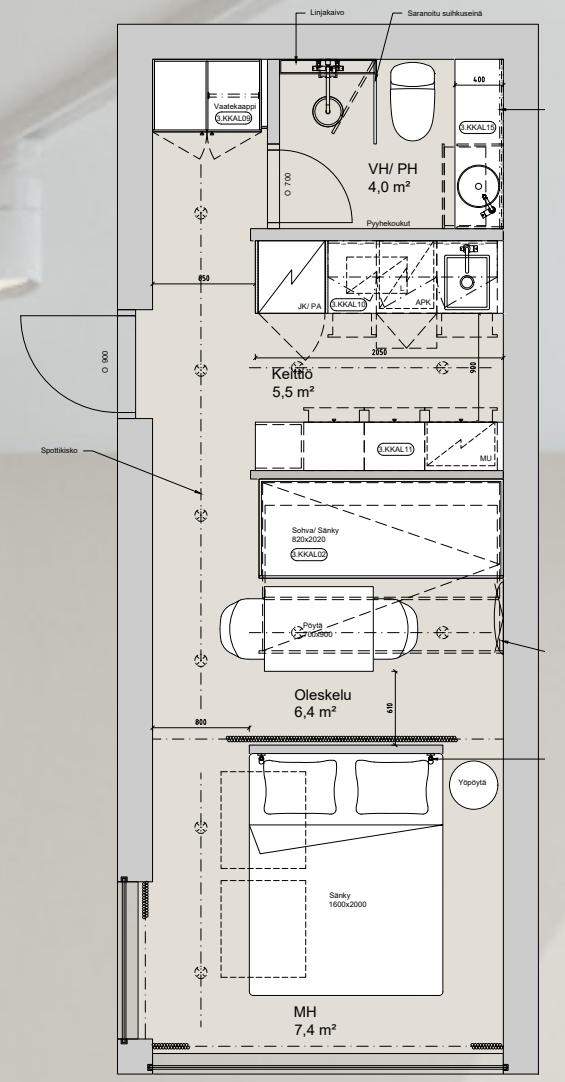 Linjakaivo
Saranoitu suihkuseinä
400
Vaatekaappi
3.KKAL09
3.KKAL15
O 700
VH/ PH
4,0 m²
Pyyhekoukut
850
JK/ PA
3.KKAL10
L
APK
2050
900
O 900
Keittiö
5,5 m²
3.KKAL11
MU
Spottikisko
Sohva/ Sänky
820x2020
3.KKAL02
Pöytä
700x900
Oleskelu
6,4 m²
610
800
Yöpöytä
Sänky
1600x2000
MH
7,4 m²